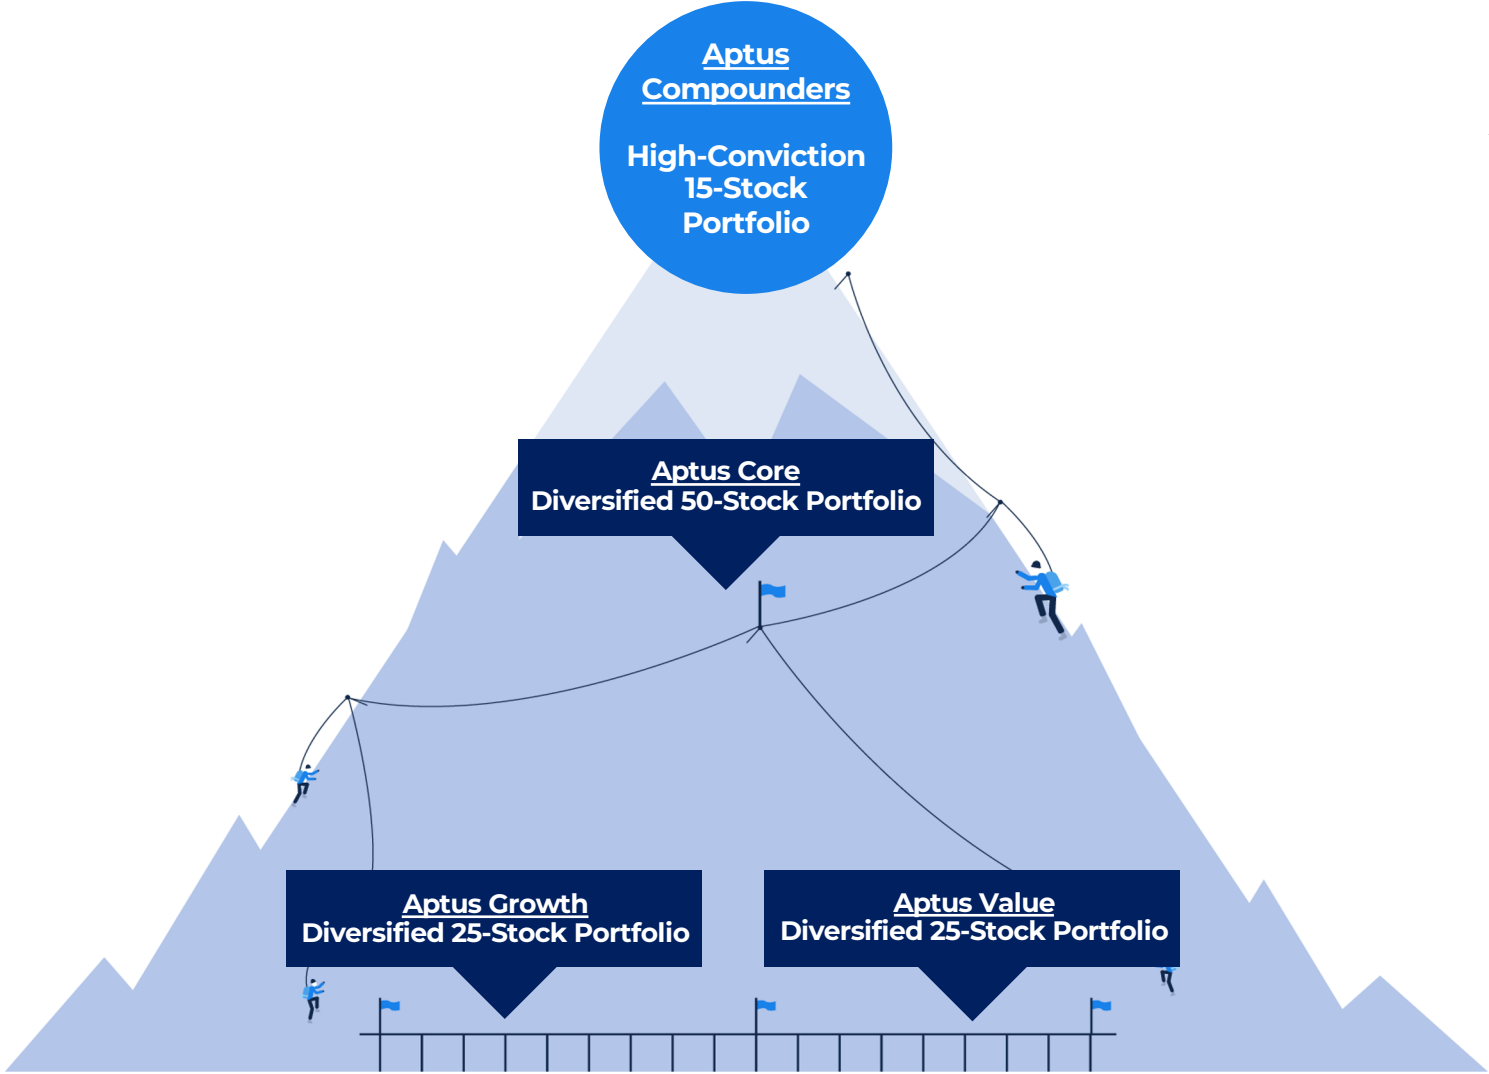 Aptus
Compounders
High-Conviction
15-Stock
Portfolio
Aptus Core
Diversified 50-Stock Portfolio
Aptus Growth
Diversified 25-Stock Portfolio
Aptus Value
Diversified 25-Stock Portfolio